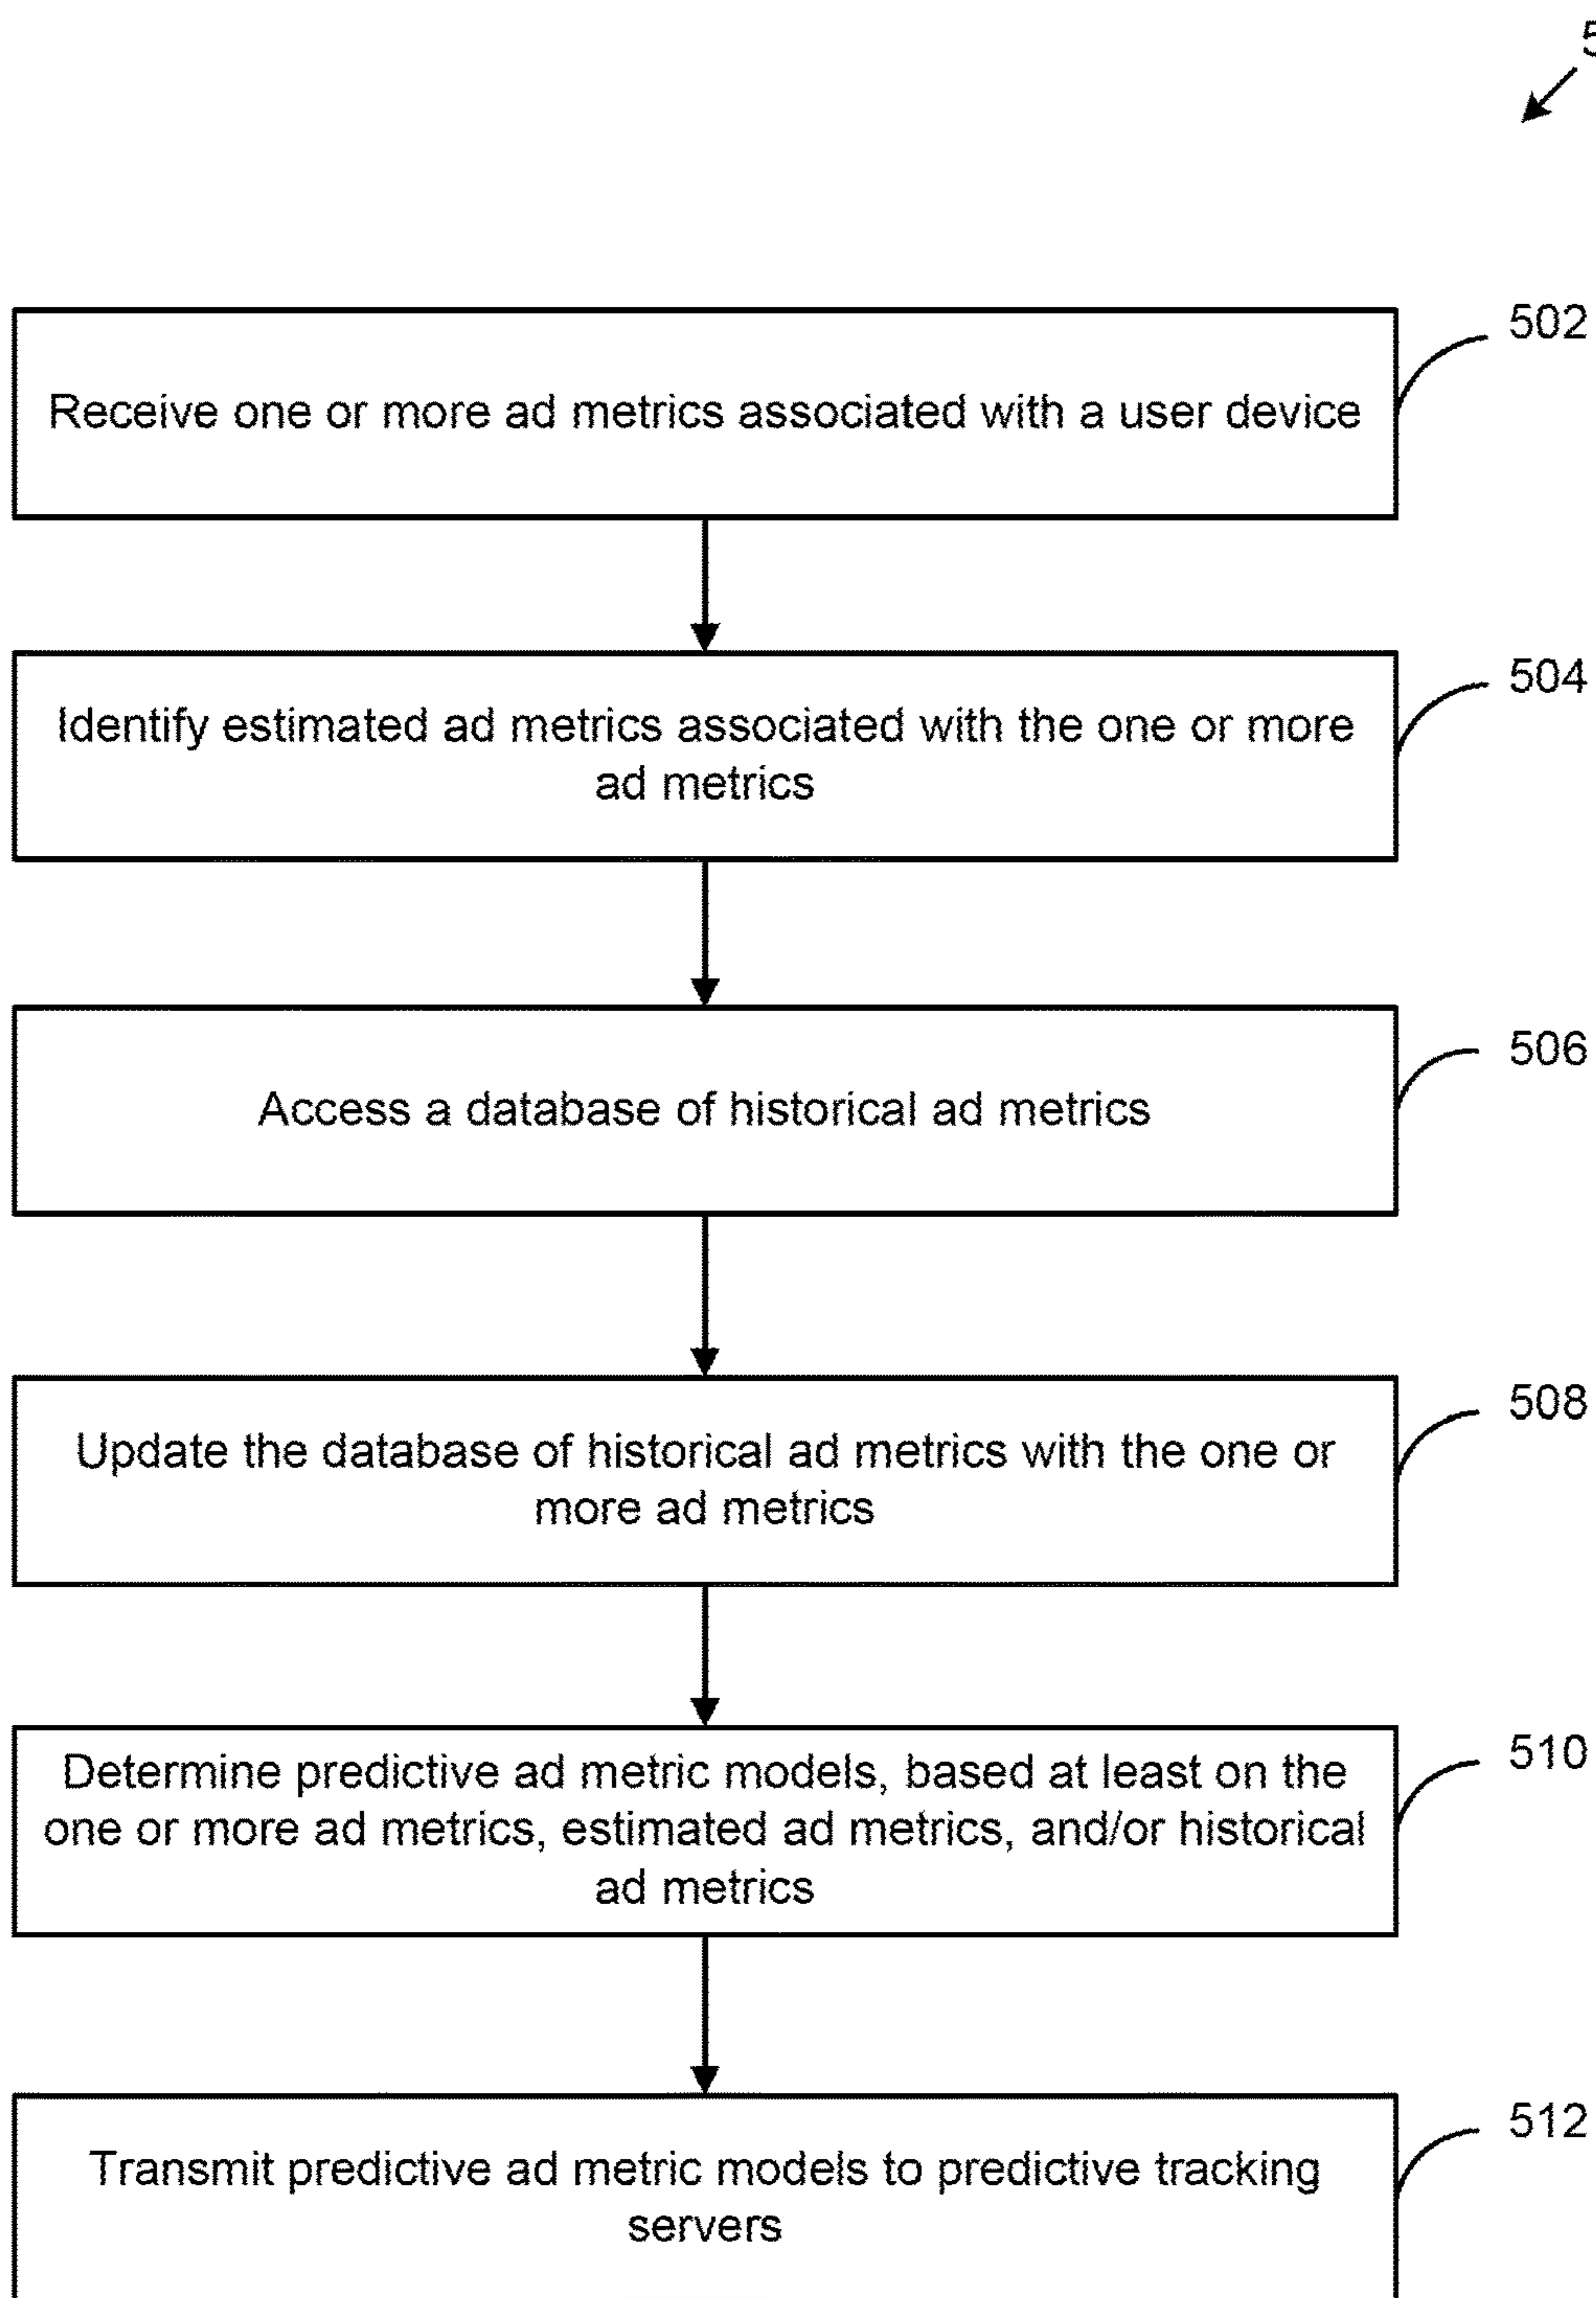 5
502
Receive one or more ad metrics associated with a user device
504
Identify estimated ad metrics associated with the one or more
ad metrics
506
Access a database of historical ad metrics
508
Update the database of historical ad metrics with the one or
more ad metrics
510
Determine predictive ad metric models, based at least on the
one or more ad metrics, estimated ad metrics, and/or historical
ad metrics
512
Transmit predictive ad metric models to predictive tracking
servers